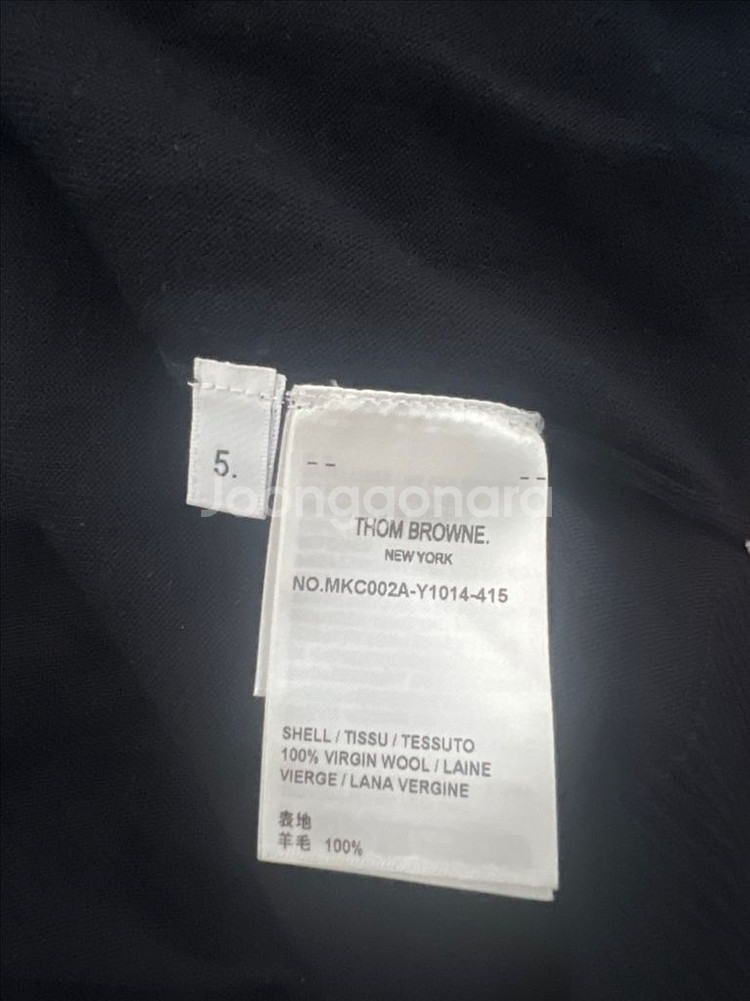 5.
Joonggonara
THOM BROWNE.
NEW YORK
NO.MKC002A-Y1014-415
SHELL / TISSU / TESSUTO
100% VIRGIN WOOL / LAINE
VIERGE / LANA VERGINE
表地
羊毛 100%